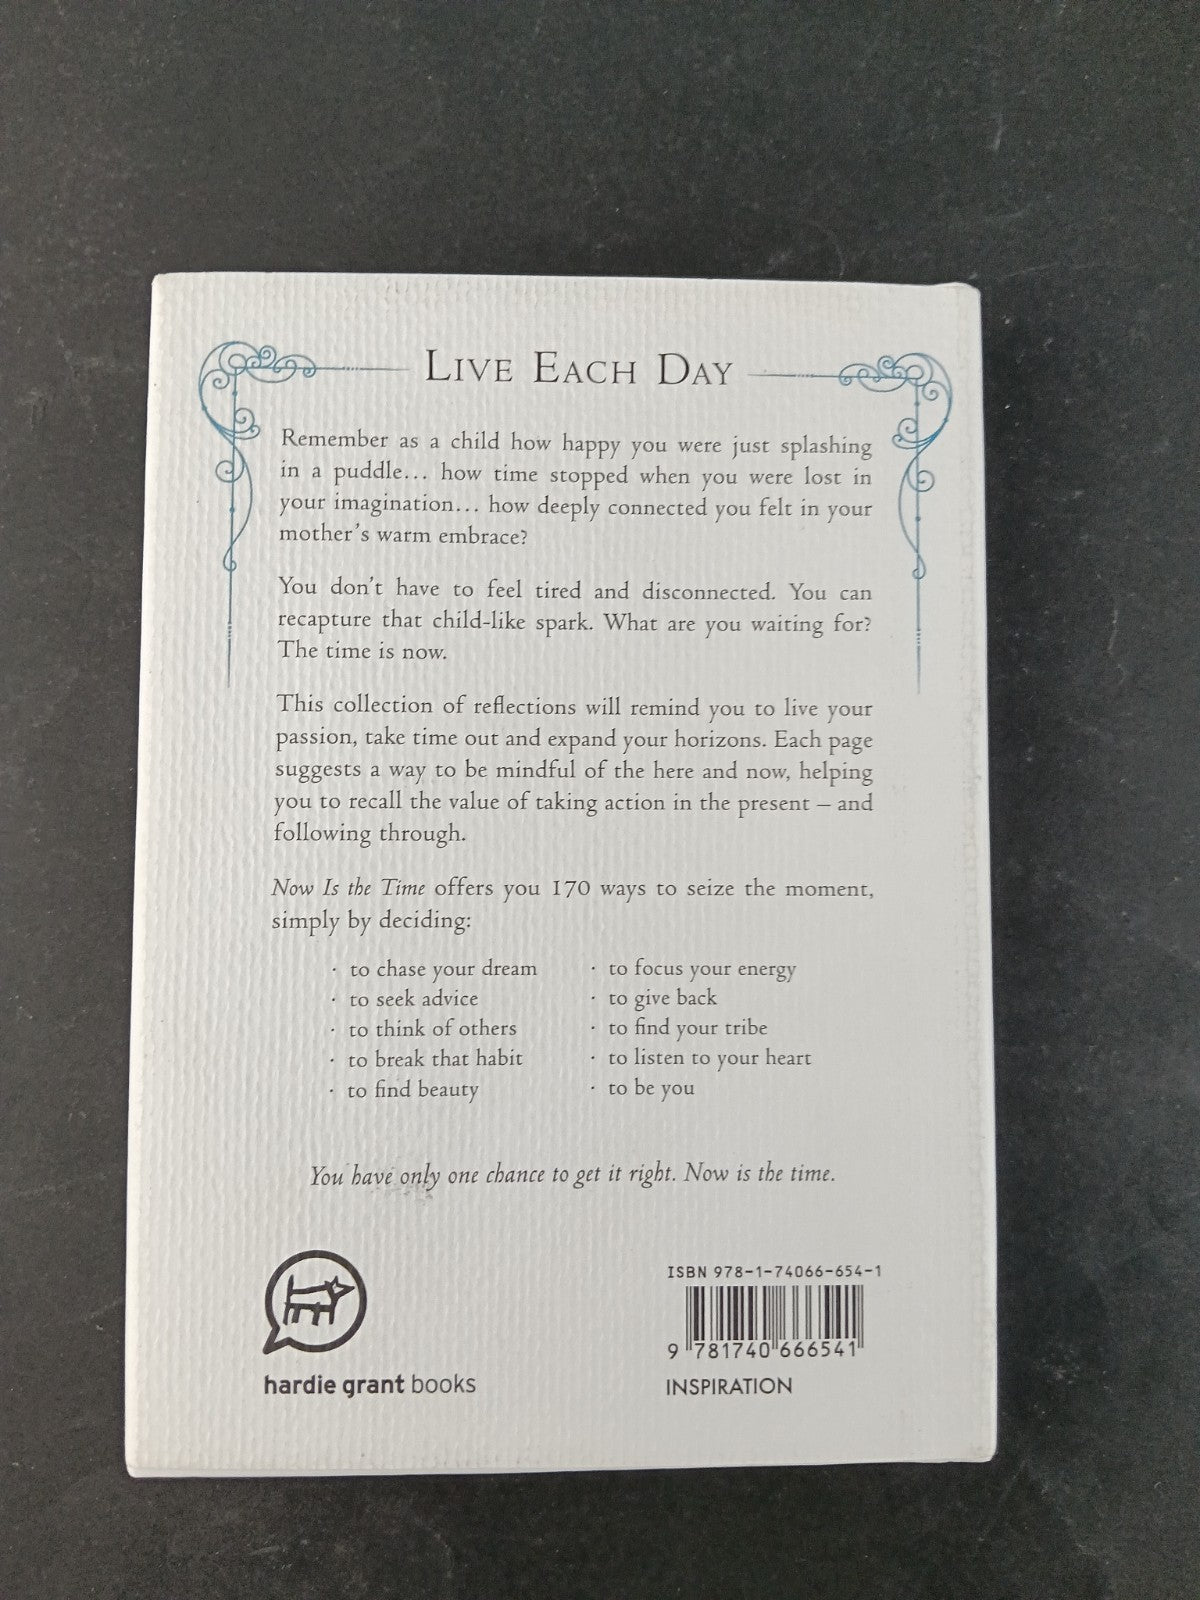 Live Each Day
Remember as a child how happy you were just splashing
in a puddle... how time stopped when you were lost in
your imagination... how deeply connected you felt in your
mother's warm embrace?
You don't have to feel tired and disconnected. You can
recapture that child-like spark. What are you waiting for?
The time is now.
This collection of reflections will remind you to live your
passion, take time out and expand your horizons. Each page
suggests a way to be mindful of the here and now, helping
you to recall the value of taking action in the present – and
following through.
Now Is the Time offers you 170 ways to seize the moment,
simply by deciding:
· to chase your dream
· to seek advice
· to think of others
· to break that habit
· to find beauty
· to focus your energy
· to give back
· to find your tribe
· to listen to your heart
· to be you
You have only one chance to get it right. Now is the time.
hardie grant books
ISBN 978-1-74066-654-1
9 781740 666541
INSPIRATION